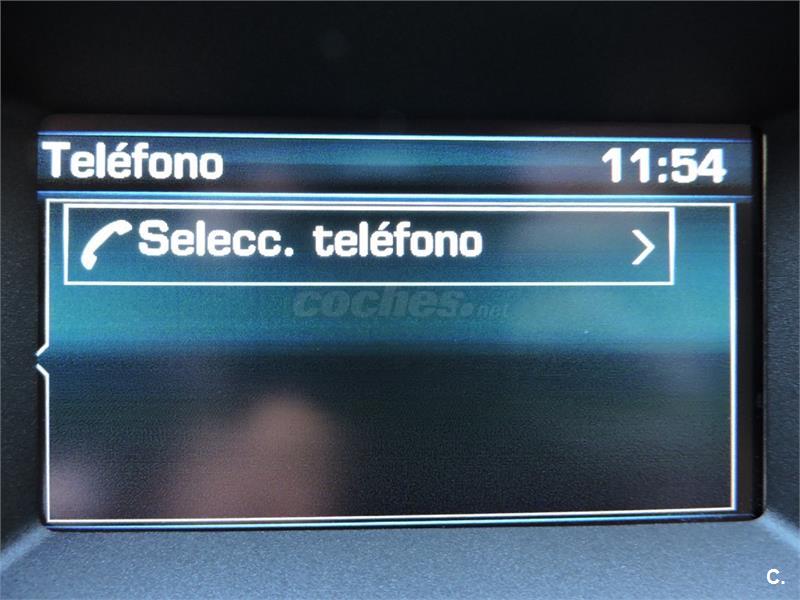 Teléfono 11:54
Selecc. teléfono
coches.net
C.